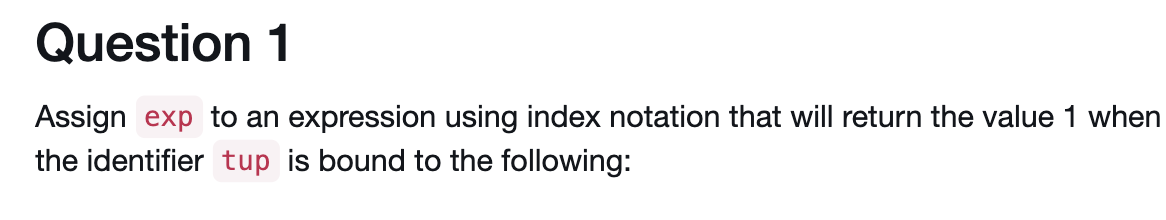 Question 1
Assign exp to an expression using index notation that will return the value 1 when
the identifier tup is bound to the following: